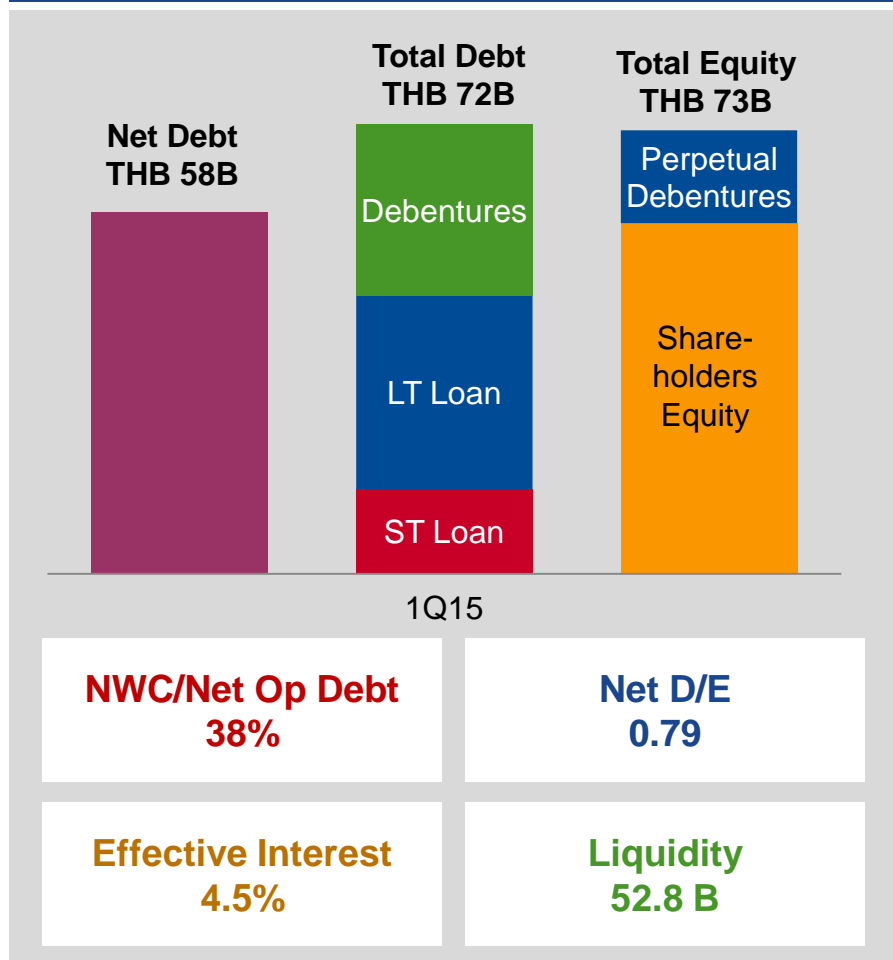 Net Debt
THB 58B
Total Debt
THB 72B
Total Equity
THB 73B
Debentures
LT Loan
ST Loan
Perpetual
Debentures
Share-
holders
Equity
1Q15
NWC/Net Op Debt
38%
Net D/E
0.79
Effective Interest
4.5%
Liquidity
52.8 B